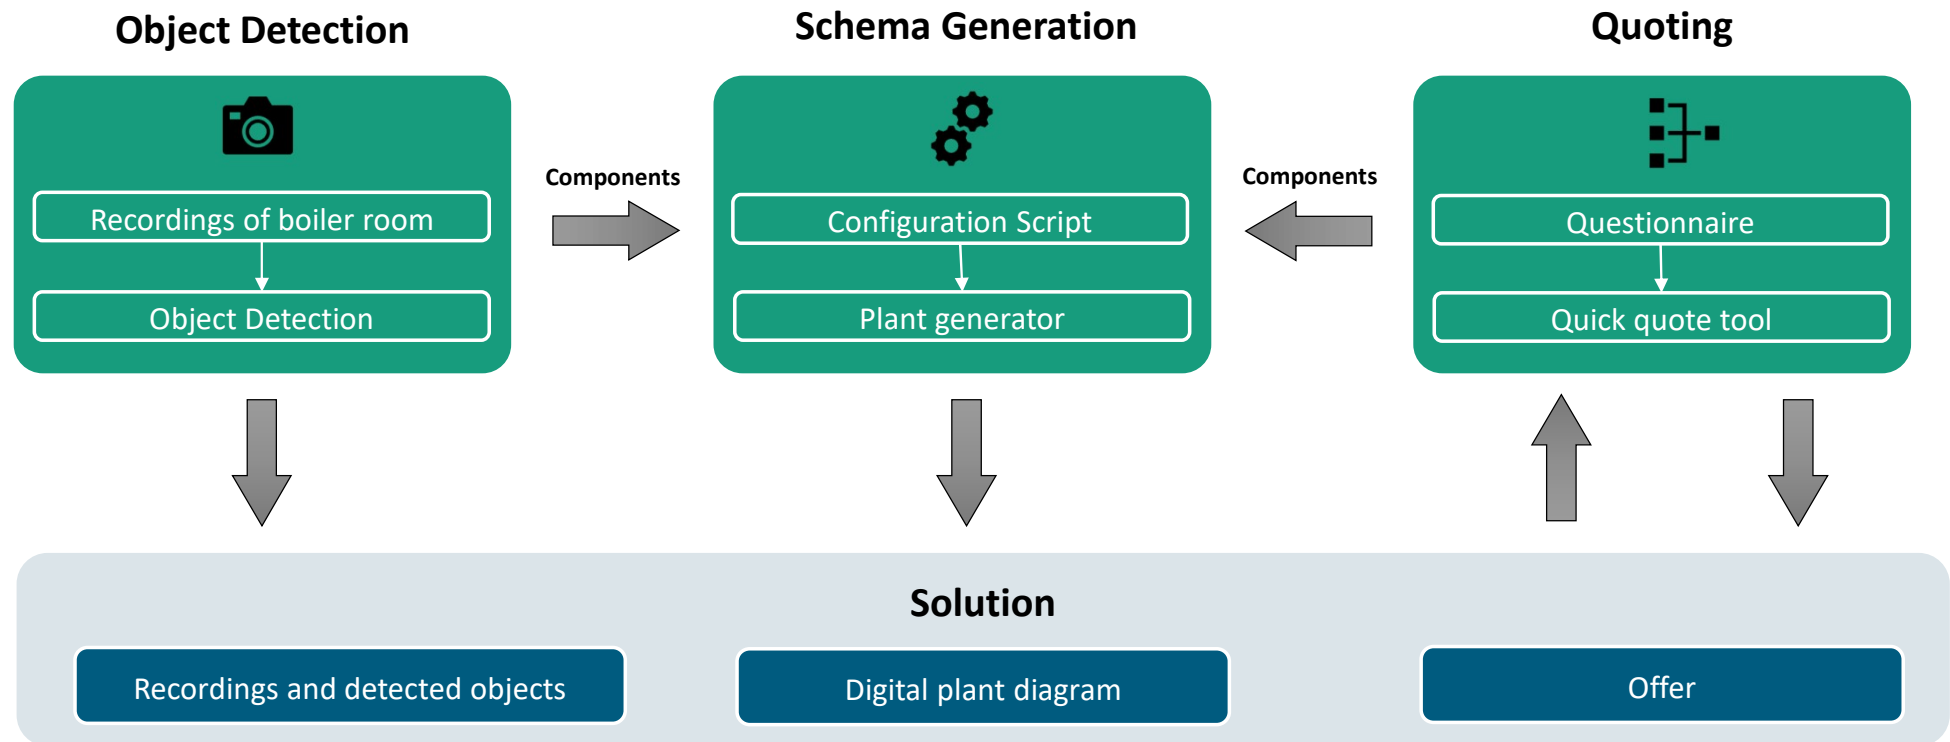 Object Detection
Schema Generation
Quoting
Components
Components
Recordings of boiler room
Configuration Script
Questionnaire
Object Detection
Plant generator
Quick quote tool
Solution
Recordings and detected objects
Digital plant diagram
Offer